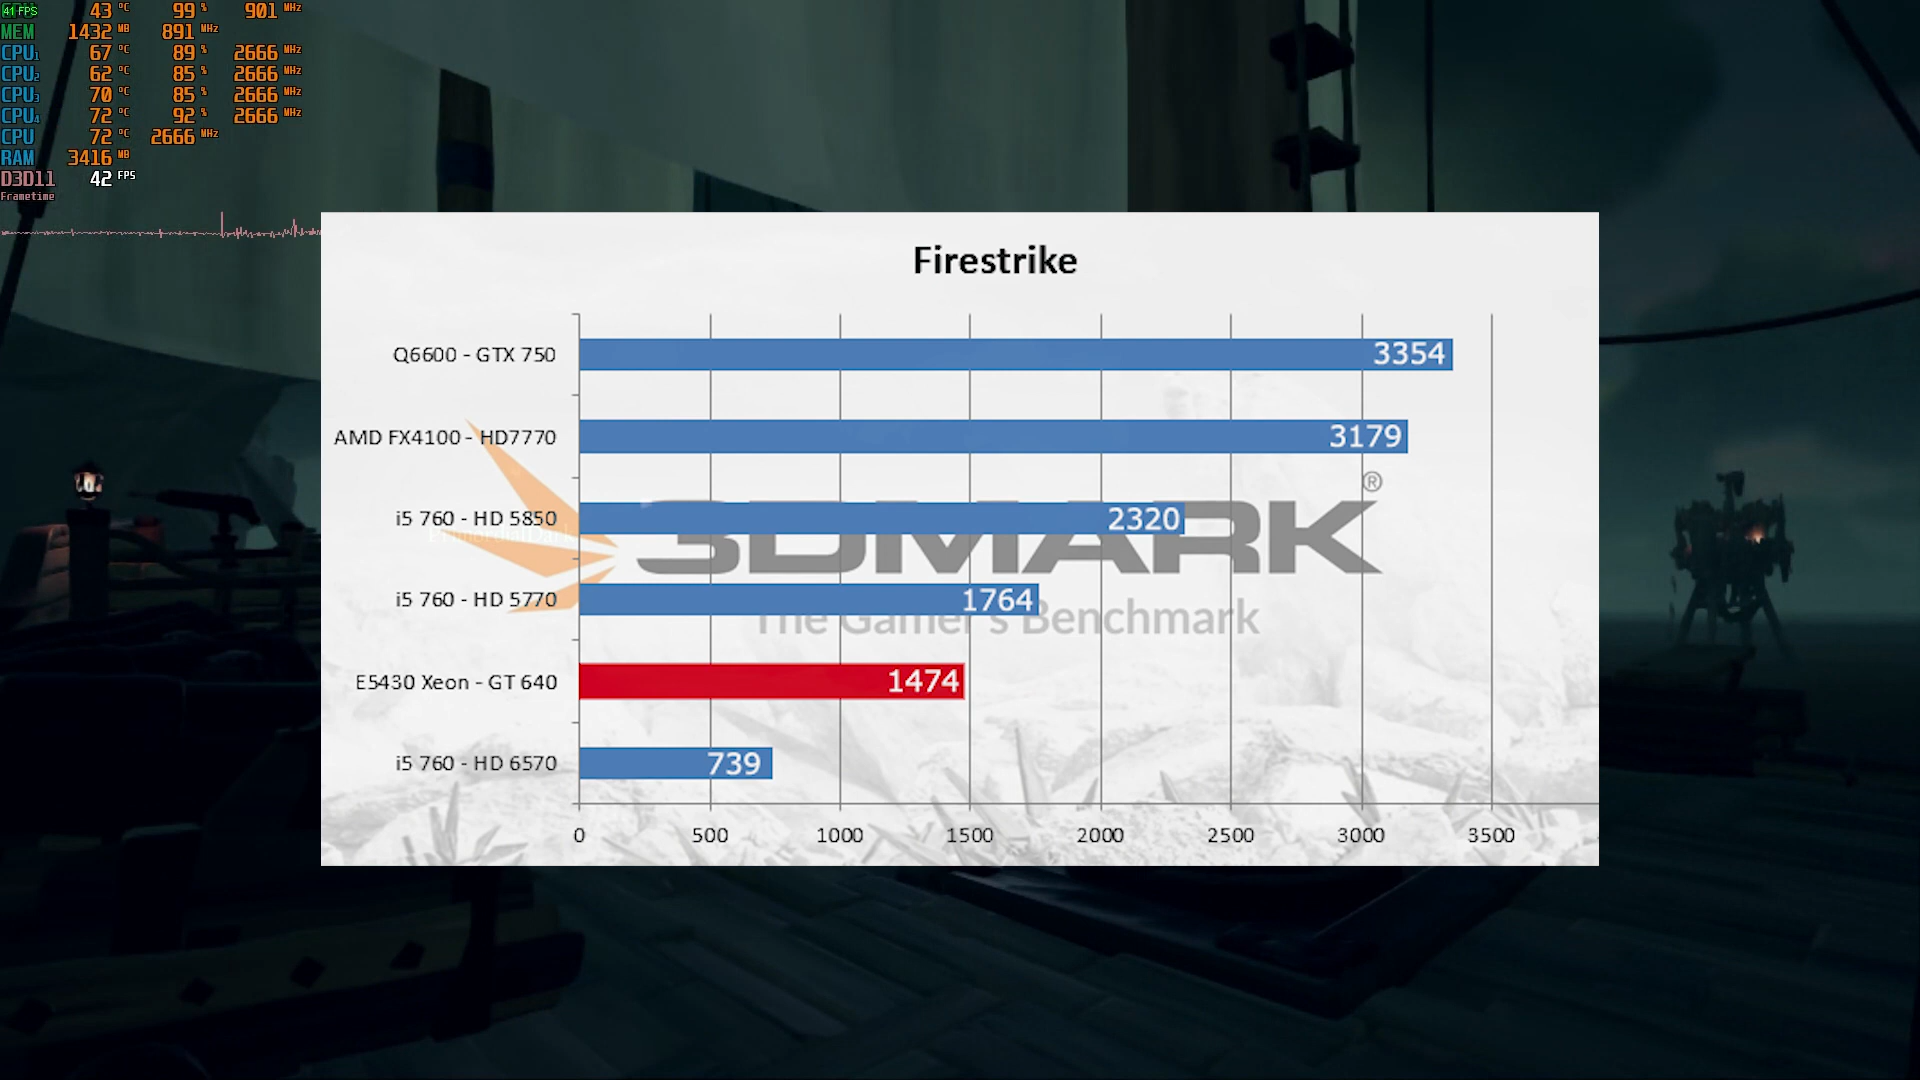 41 FPS 43 °C 99 % 901 MHz
MEM 1432 MB 891 MHz
CPU1 67 °C 89 % 2666 MHz
CPU2 62 °C 85 % 2666 MHz
CPU3 70 °C 85 % 2666 MHz
CPU4 72 °C 92 % 2666 MHz
CPU 72 °C 2666 MHz
RAM 3416 MB
D3D11 42 FPS
Frametime
Firestrike
Q6600 - GTX 750 3354
AMD FX4100 - HD7770 3179
i5 760 - HD 5850 2320
PrimordialDark
3DMARK®
i5 760 - HD 5770 1764
The Gamer's Benchmark
E5430 Xeon - GT 640 1474
i5 760 - HD 6570 739
0 500 1000 1500 2000 2500 3000 3500